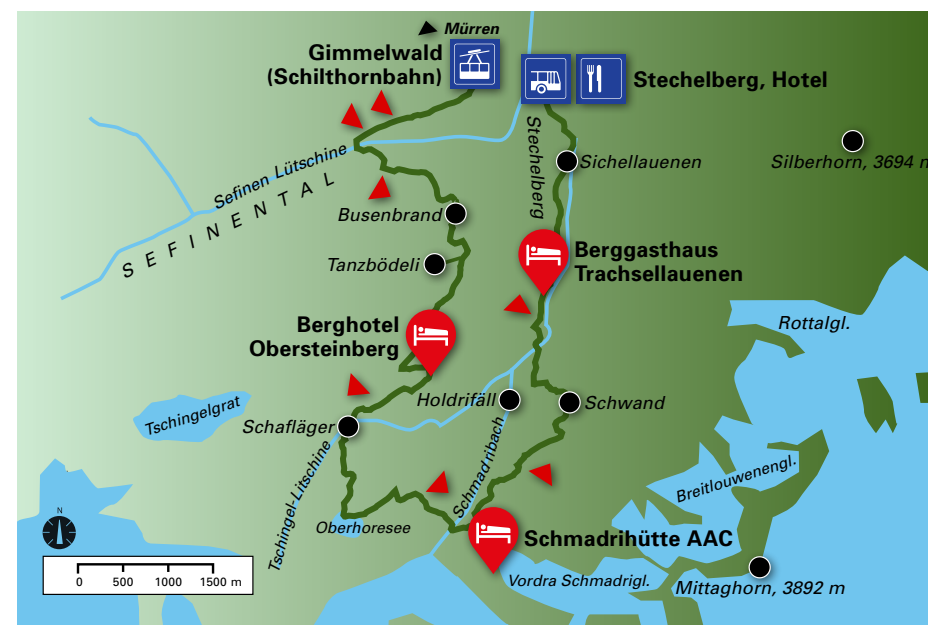 Mürren
Gimmelwald
(Schilthornbahn)
Stechelberg, Hotel
Stechelberg
Sichellauenen
Silberhorn, 3694 m
Sefinen Lütschine
SEFINENTAL
Busenbrand
Tanzbödeli
Berggasthaus
Trachsellauenen
Berghotel
Obersteinberg
Rottalgl.
Tschingelgrat
Schafläger
Holdrifäll
Schwand
Tschingel-Lütschine
Schmadribach
Breitlouwenengl.
Oberhoresee
Schmadrihütte AAC
Vordra Schmadrigl.
Mittaghorn, 3892 m
N
0 500 1000 1500 m